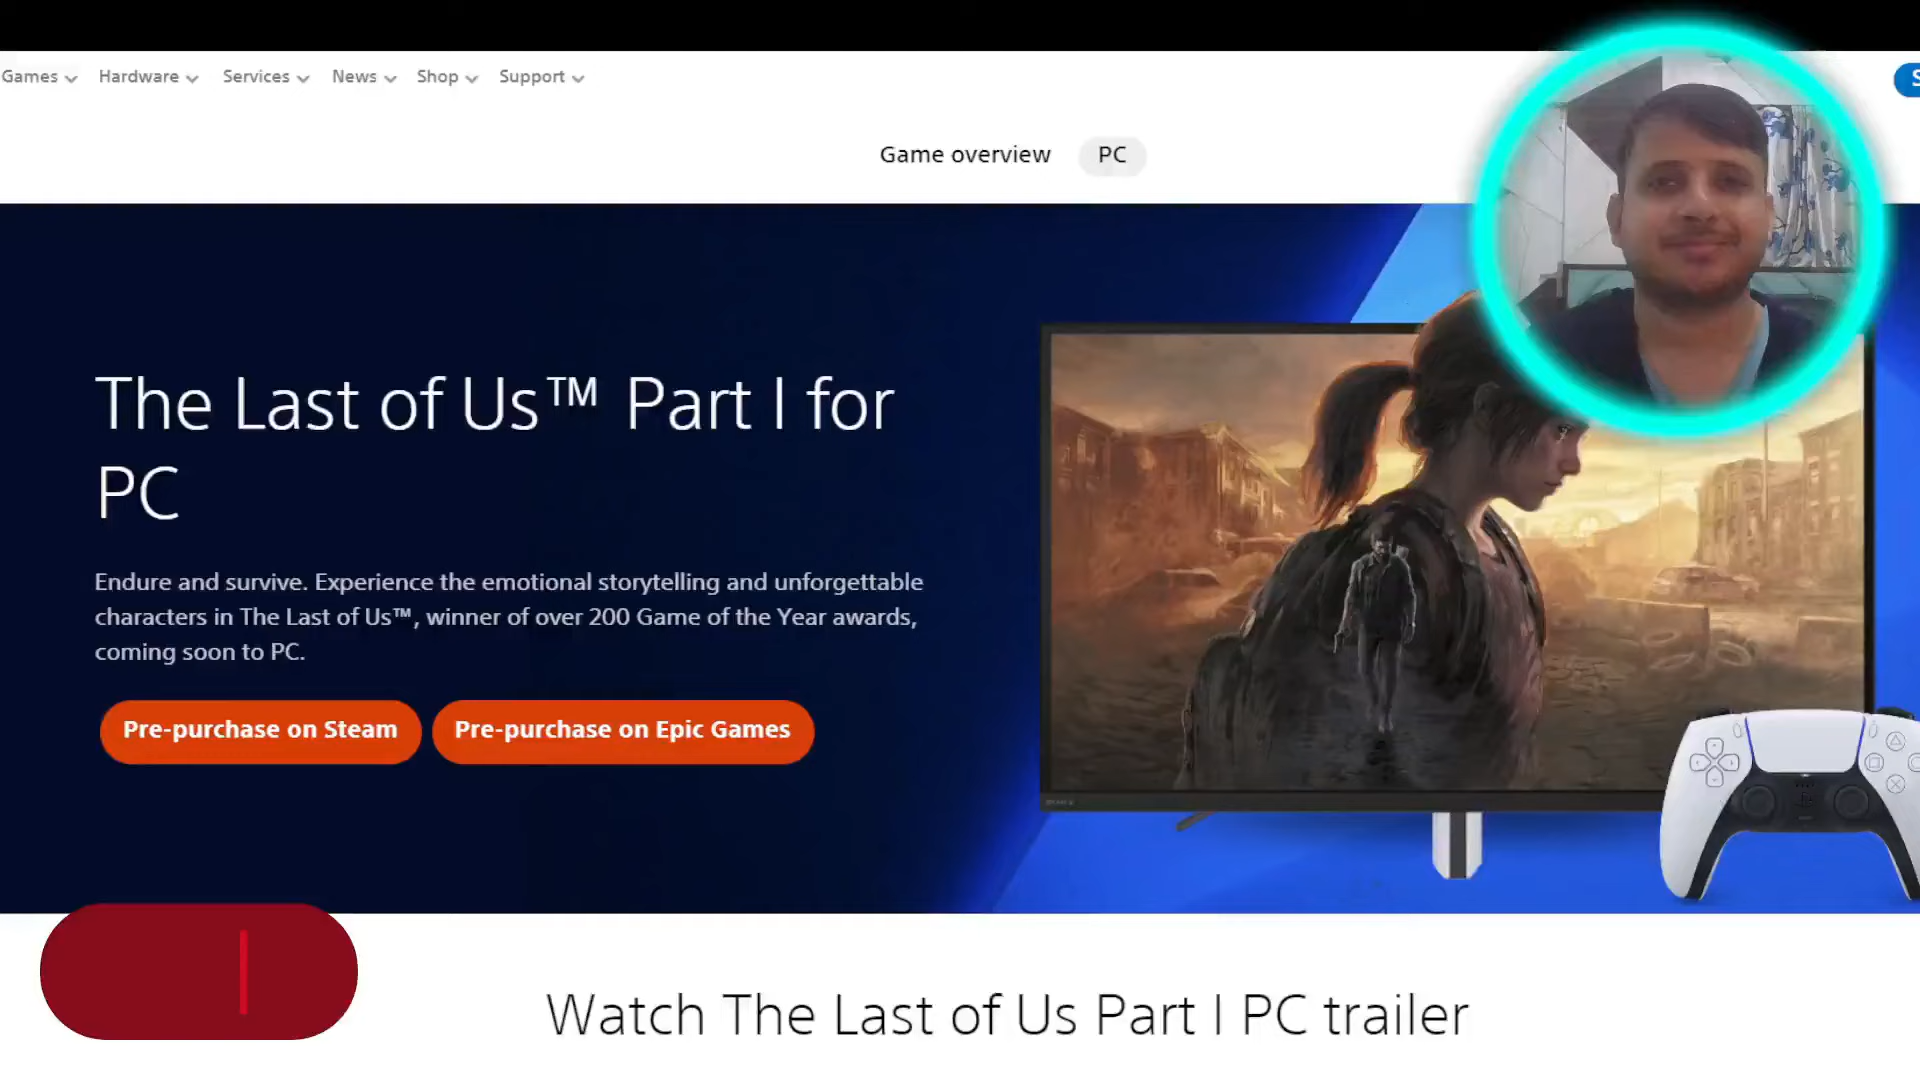 Games
Hardware
Services
News
Shop
Support
S
Game overview
PC
The Last of Us™ Part I for
PC
Endure and survive. Experience the emotional storytelling and unforgettable
characters in The Last of Us™, winner of over 200 Game of the Year awards,
coming soon to PC.
Pre-purchase on Steam
Pre-purchase on Epic Games
Watch The Last of Us Part I PC trailer